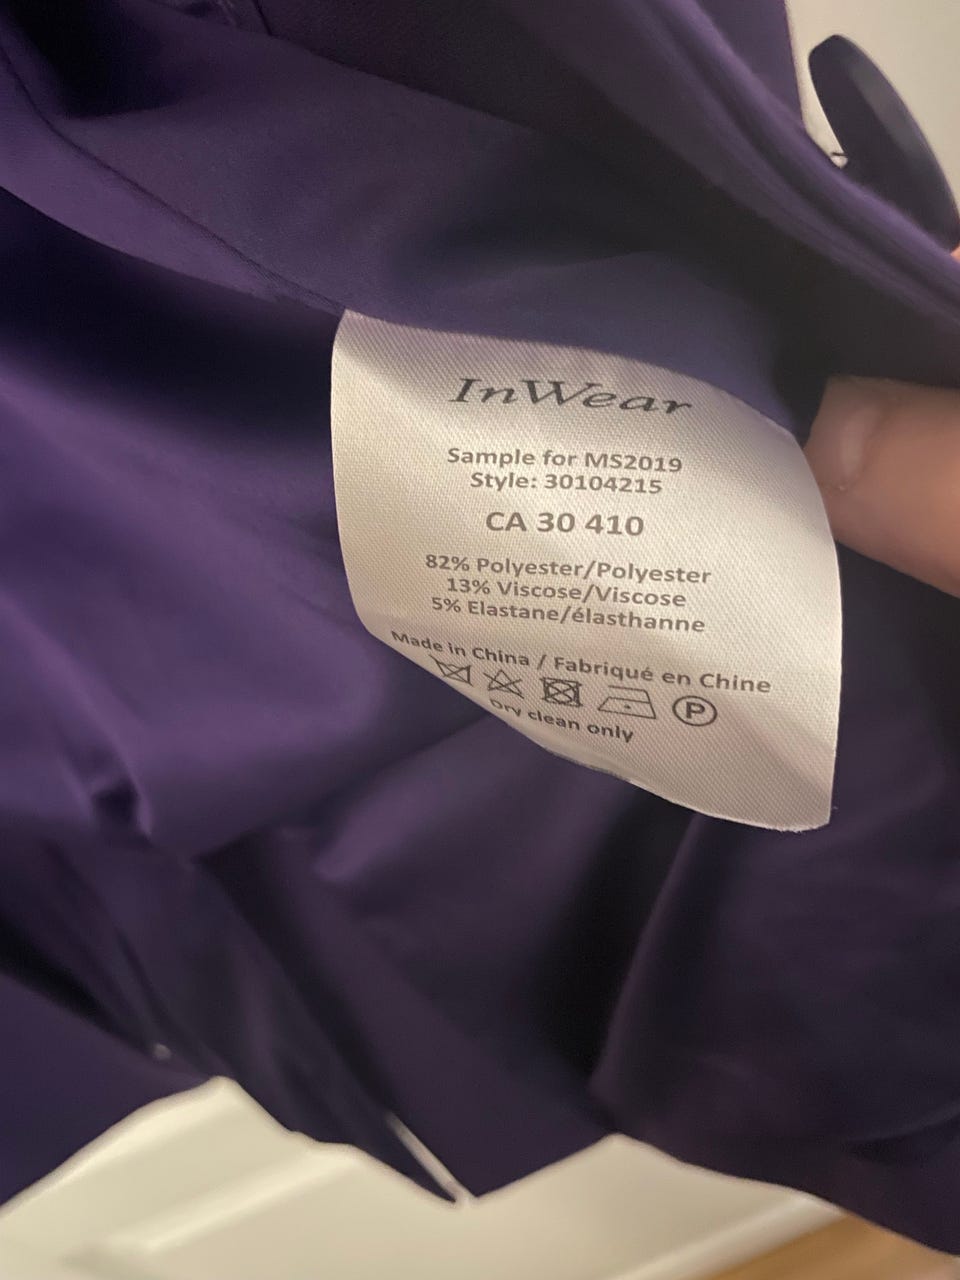 InWear
Sample for MS2019
Style: 30104215
CA 30 410
82% Polyester/Polyester
13% Viscose/Viscose
5% Elastane/élasthanne
Made in China / Fabriqué en Chine
P
Dry clean only